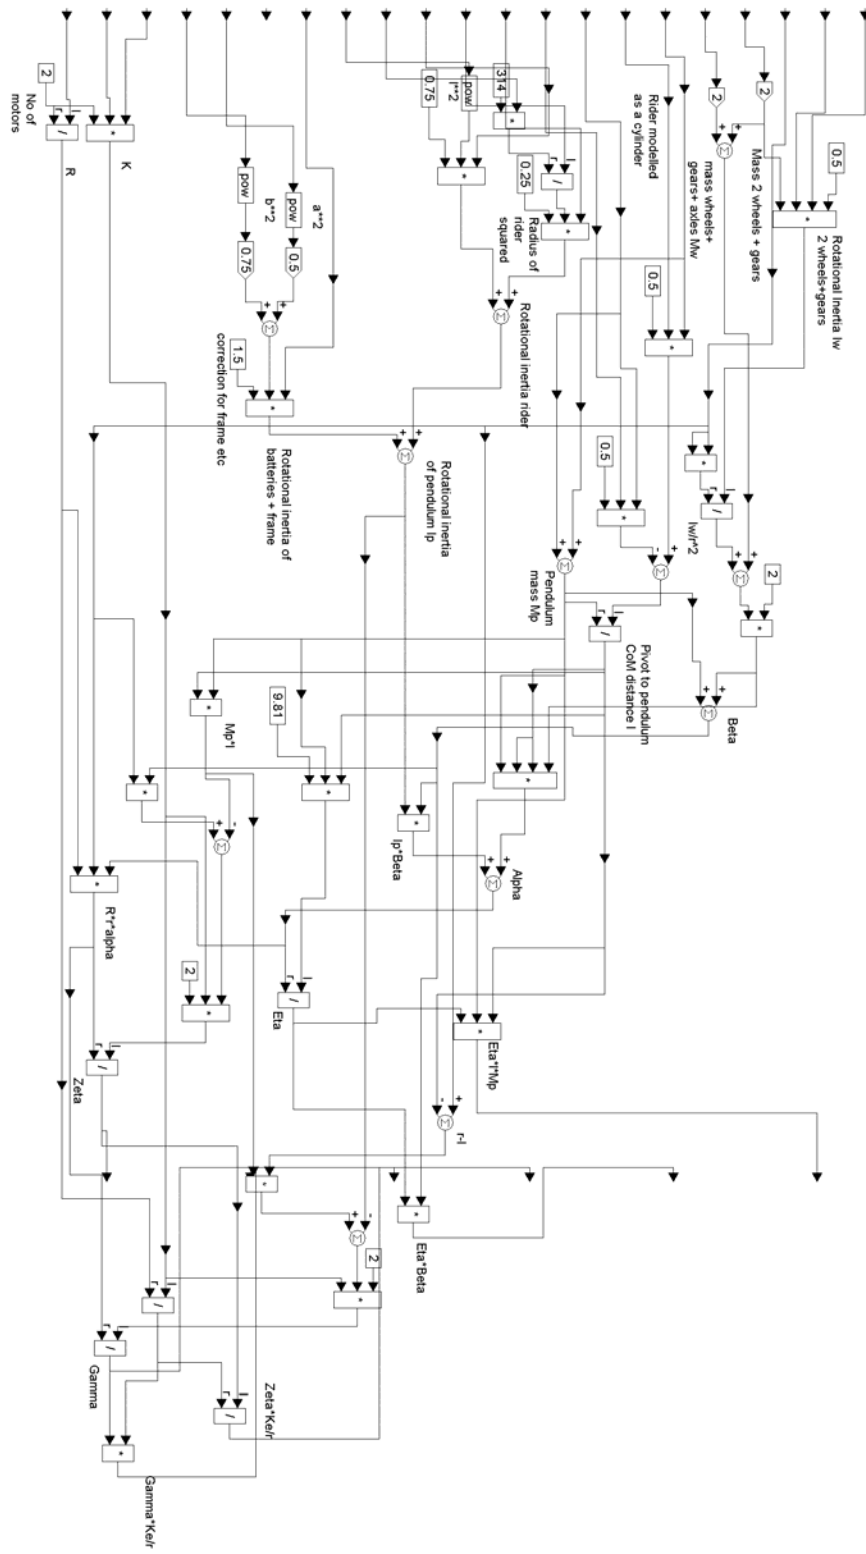 0.5
*
Rotational Inertia Iw
2 wheels+gears
2
2
+
+
Σ
Mass 2 wheels + gears
mass wheels+
gears+ axles Mw
Rider modelled
as a cylinder
0.5
*
*
l
r
/
Iw/r^2
+
+
Σ
2
*
+
+
Σ
Beta
0.5
*
+
-
Σ
l
r
/
Pivot to pendulum
CoM distance l
+
+
Σ
Pendulum
mass Mp
314
*
pow
l**2
0.75
*
l
r
/
0.25
*
Radius of
rider
squared
+
+
Σ
Rotational inertia rider
*
+
+
Σ
Alpha
*
Eta*l*Mp
+
-
Σ
r-l
+
+
Σ
Rotational inertia
of pendulum Ip
*
Ip*Beta
*
Eta*Beta
a**2
pow
b**2
pow
0.5
0.75
+
+
Σ
1.5
*
correction for frame etc
Rotational inertia of
batteries + frame
9.81
*
l
r
/
Eta
-
+
Σ
2
*
*
Mp*l
-
+
Σ
2
*
*
l
r
/
Zeta*Ke/r
K
*
*
2
No of
motors
l
r
/
R
*
R*r*alpha
l
r
/
Zeta
l
r
/
l
r
/
Gamma
*
Gamma*Ke/r